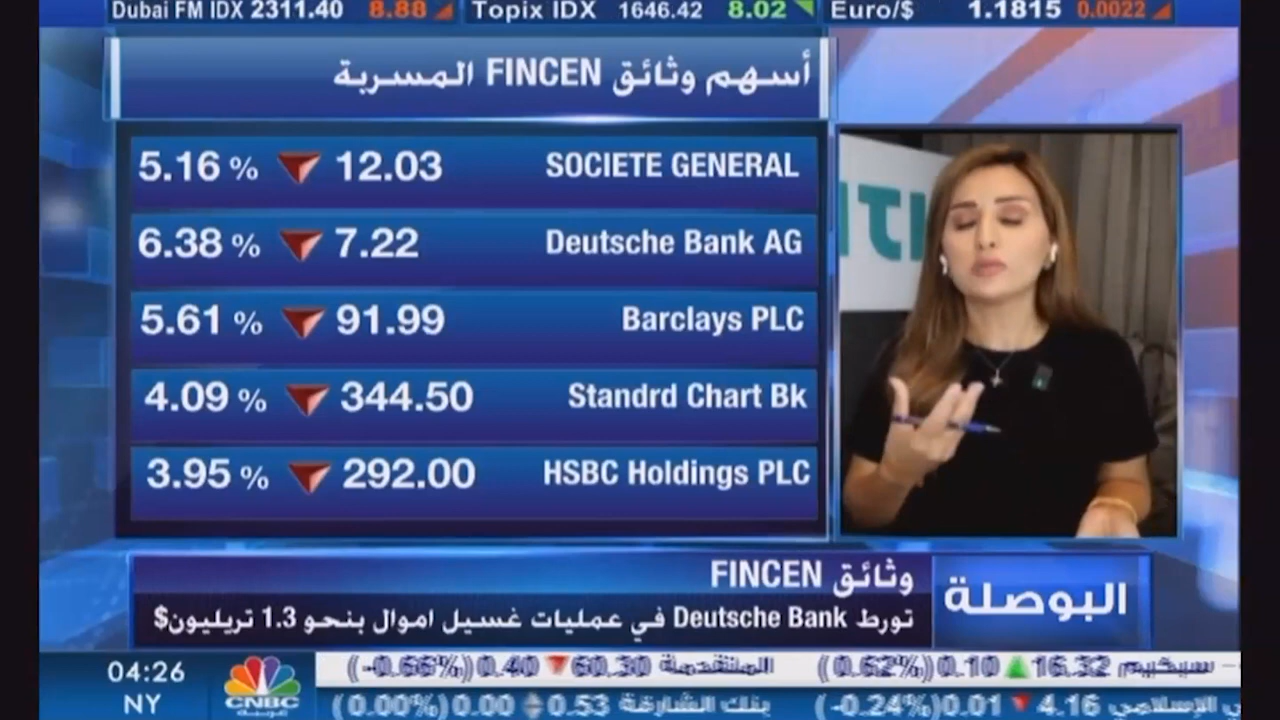 Dubai FM IDX 2311.40 8.88 Topix IDX 1646.42 8.02 Euro/$ 1.1815 0.0022
أسهم وثائق FINCEN المسربة
SOCIETE GENERAL 12.03 5.16 %
Deutsche Bank AG 7.22 6.38 %
Barclays PLC 91.99 5.61 %
Standrd Chart Bk 344.50 4.09 %
HSBC Holdings PLC 292.00 3.95 %
ITI
البوصلة
وثائق FINCEN
تورط Deutsche Bank في عمليات غسيل اموال بنحو 1.3 تريليون$
04:26
NY
CNBC
عربية
سبكيم 16.32 0.10 (0.62%) المتقدمة 60.30 0.40 (-0.66%)
الإسلامي 4.16 0.01 (-0.24%) بنك الشارقة 0.53 0.00 (0.00%)